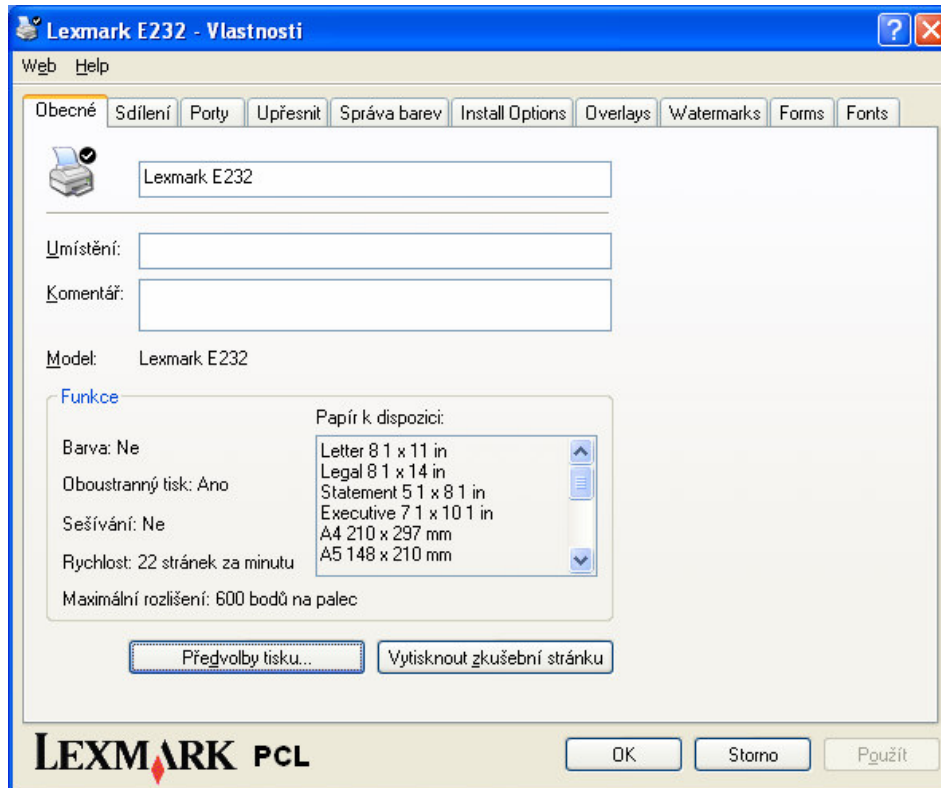 Lexmark E232 - Vlastnosti
Web Help
Obecné Sdílení Porty Upřesnit Správa barev Install Options Overlays Watermarks Forms Fonts
Lexmark E232
Umístění:
Komentář:
Model: Lexmark E232
Funkce
Papír k dispozici:
Barva: Ne
Oboustranný tisk: Ano
Sešívání: Ne
Rychlost: 22 stránek za minutu
Maximální rozlišení: 600 bodů na palec
Letter 8 1 x 11 in
Legal 8 1 x 14 in
Statement 5 1 x 8 1 in
Executive 7 1 x 10 1 in
A4 210 x 297 mm
A5 148 x 210 mm
Předvolby tisku... Vytisknout zkušební stránku
LEXMARK PCL OK Storno Použít